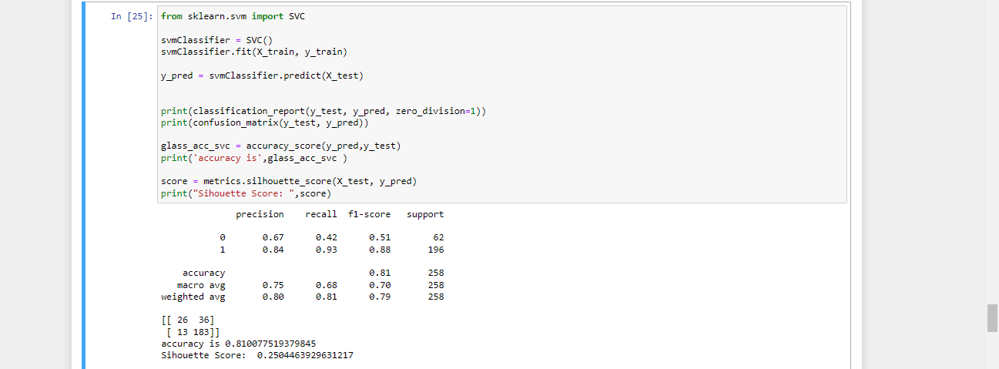 In [25]: from sklearn.svm import SVC
svmClassifier = SVC()
svmClassifier.fit(X_train, y_train)
y_pred = svmClassifier.predict(X_test)
print(classification_report(y_test, y_pred, zero_division=1))
print(confusion_matrix(y_test, y_pred))
glass_acc_svc = accuracy_score(y_pred,y_test)
print('accuracy is',glass_acc_svc )
score = metrics.silhouette_score(X_test, y_pred)
print("Sihouette Score: ",score)
precision recall f1-score support
0 0.67 0.42 0.51 62
1 0.84 0.93 0.88 196
accuracy 0.81 258
macro avg 0.75 0.68 0.70 258
weighted avg 0.80 0.81 0.79 258
[[ 26 36]
[ 13 183]]
accuracy is 0.810077519379845
Sihouette Score: 0.2504463929631217